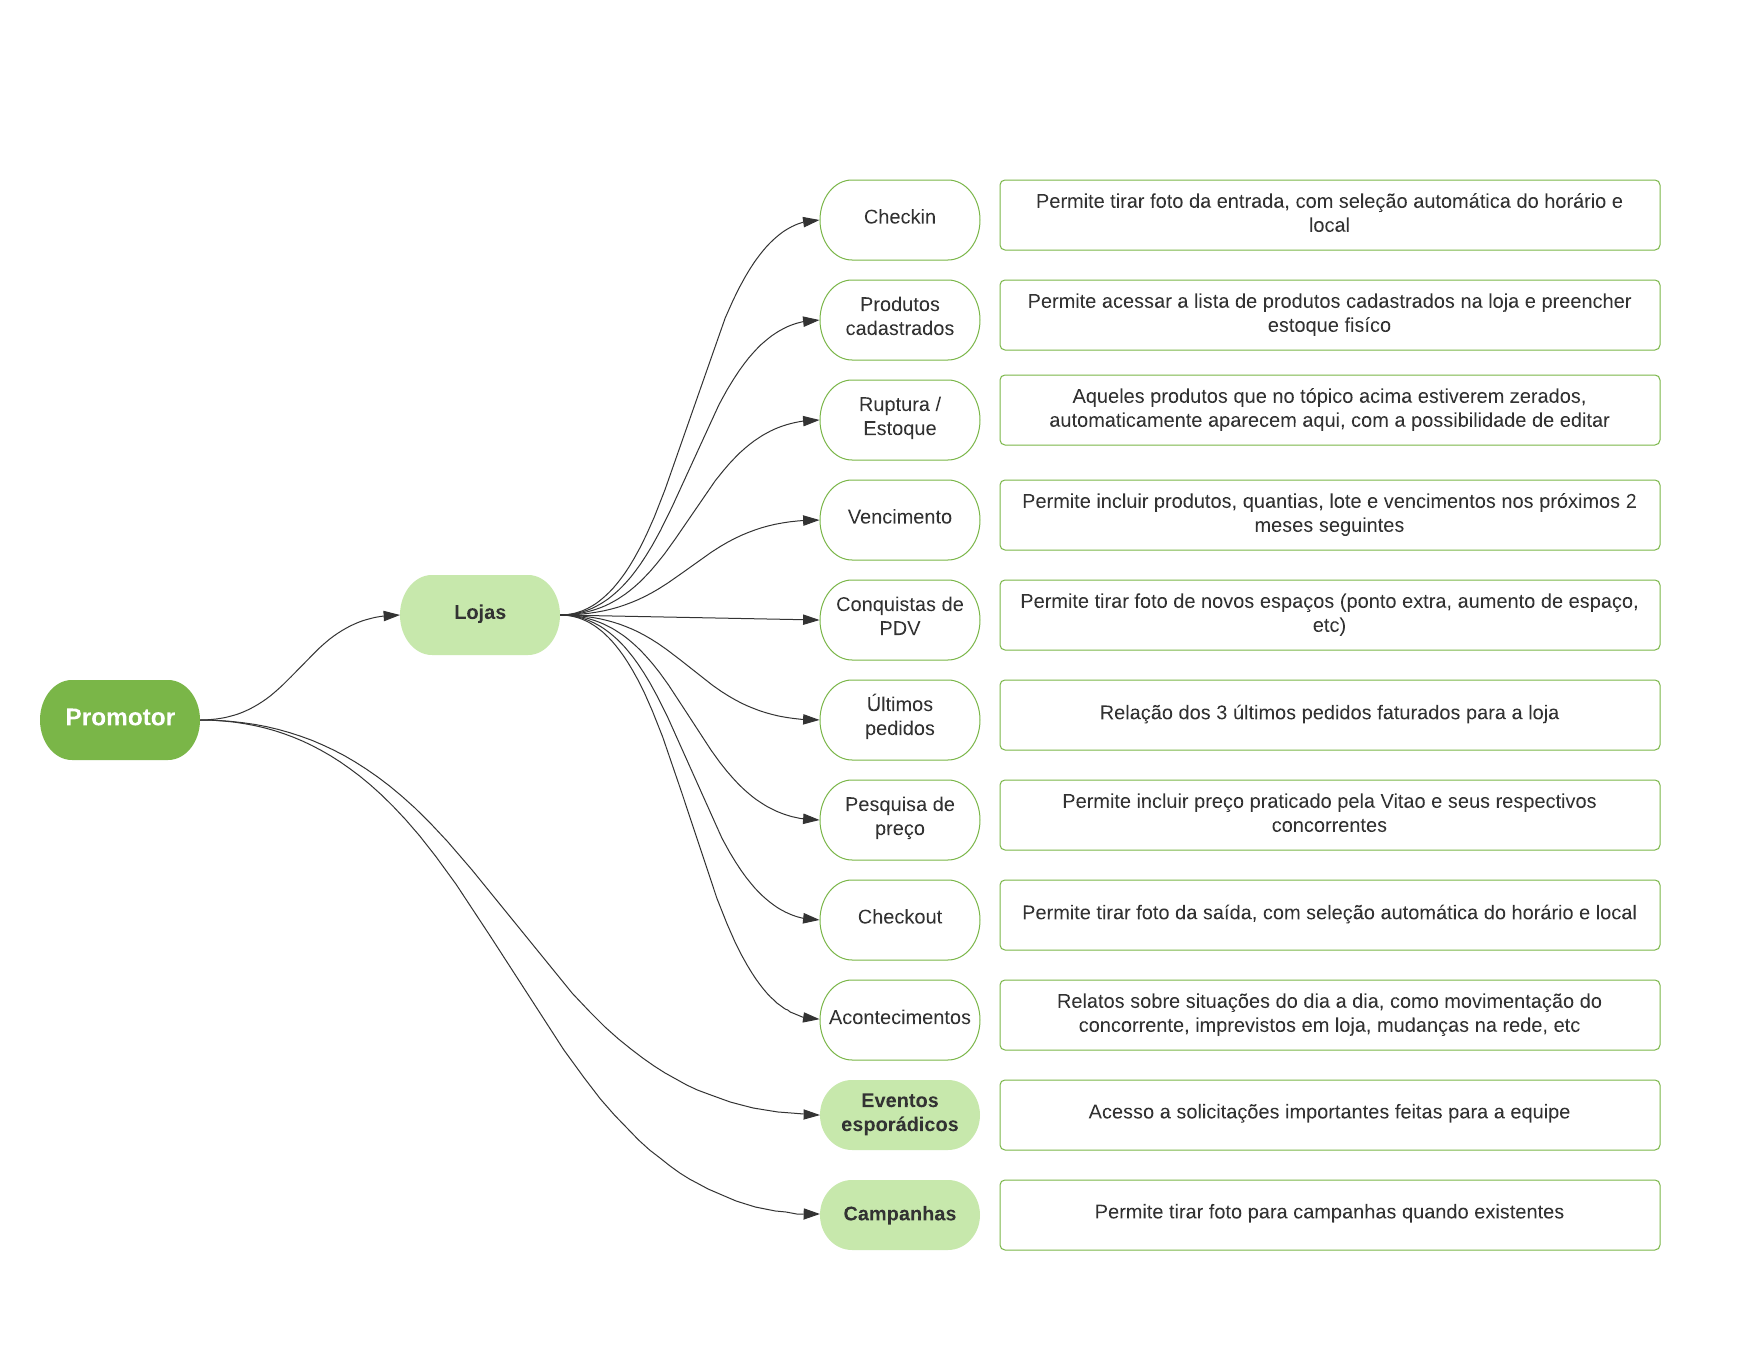 Checkin
Permite tirar foto da entrada, com seleção automática do horário e
local
Produtos
cadastrados
Permite acessar a lista de produtos cadastrados na loja e preencher
estoque fisíco
Ruptura /
Estoque
Aqueles produtos que no tópico acima estiverem zerados,
automaticamente aparecem aqui, com a possibilidade de editar
Vencimento
Permite incluir produtos, quantias, lote e vencimentos nos próximos 2
meses seguintes
Lojas
Conquistas de
PDV
Permite tirar foto de novos espaços (ponto extra, aumento de espaço,
etc)
Promotor
Últimos
pedidos
Relação dos 3 últimos pedidos faturados para a loja
Pesquisa de
preço
Permite incluir preço praticado pela Vitao e seus respectivos
concorrentes
Checkout
Permite tirar foto da saída, com seleção automática do horário e local
Acontecimentos
Relatos sobre situações do dia a dia, como movimentação do
concorrente, imprevistos em loja, mudanças na rede, etc
Eventos
esporádicos
Acesso a solicitações importantes feitas para a equipe
Campanhas
Permite tirar foto para campanhas quando existentes